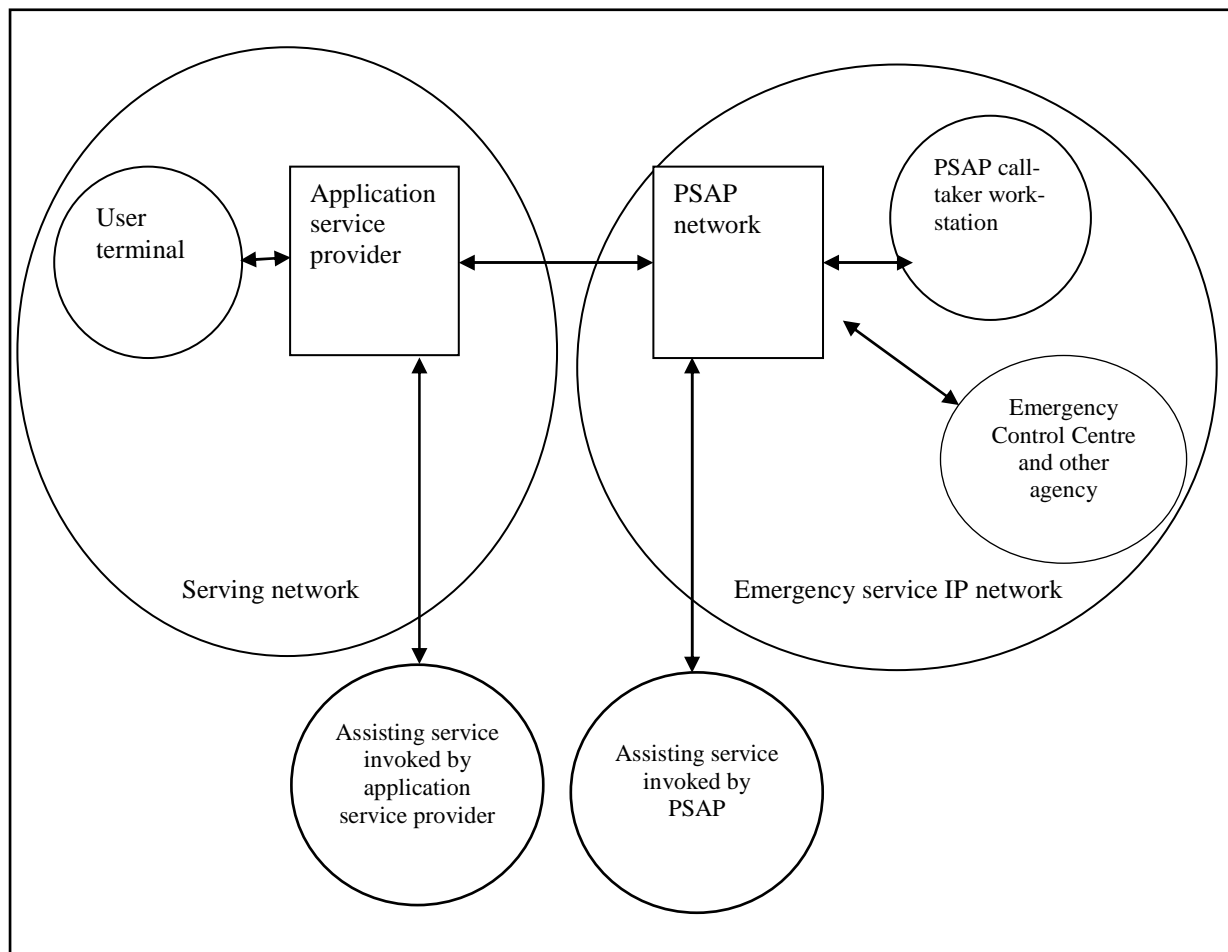 User
terminal
Application
service
provider
PSAP
network
PSAP call-
taker work-
station
Emergency
Control Centre
and other
agency
Serving network
Emergency service IP network
Assisting service
invoked by
application
service provider
Assisting service
invoked by
PSAP